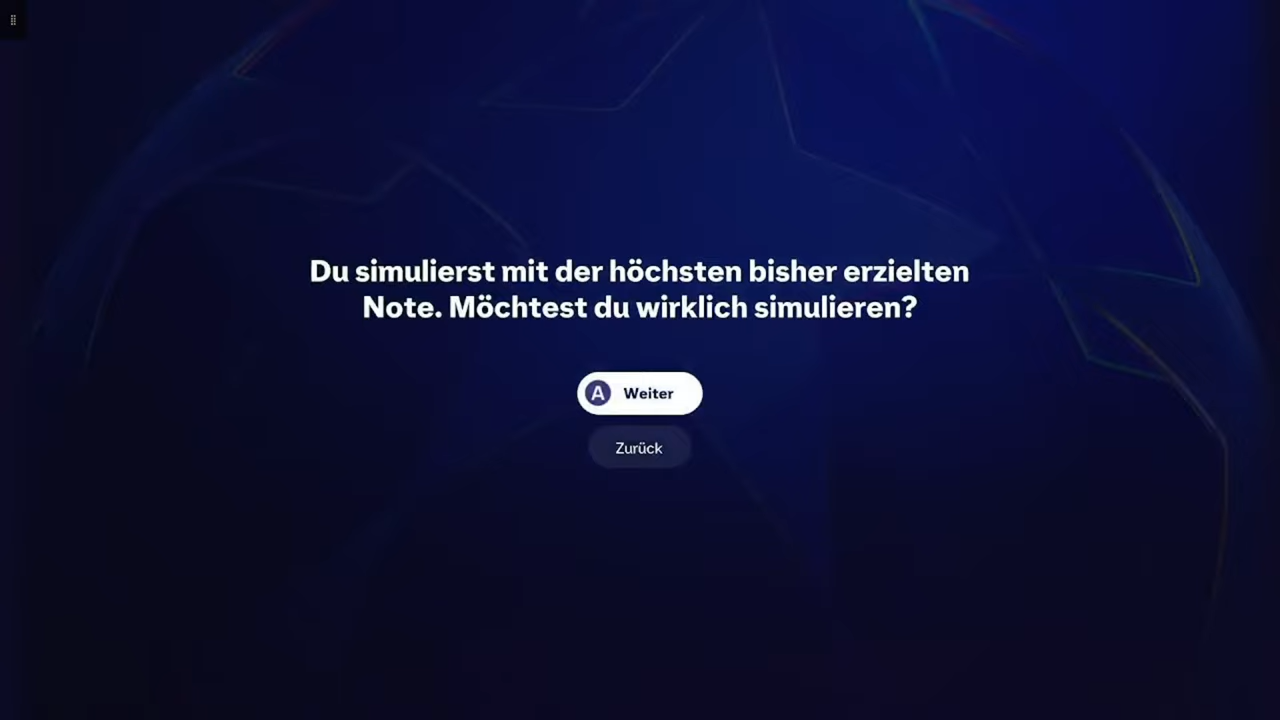 Du simulierst mit der höchsten bisher erzielten
Note. Möchtest du wirklich simulieren?
A Weiter
Zurück